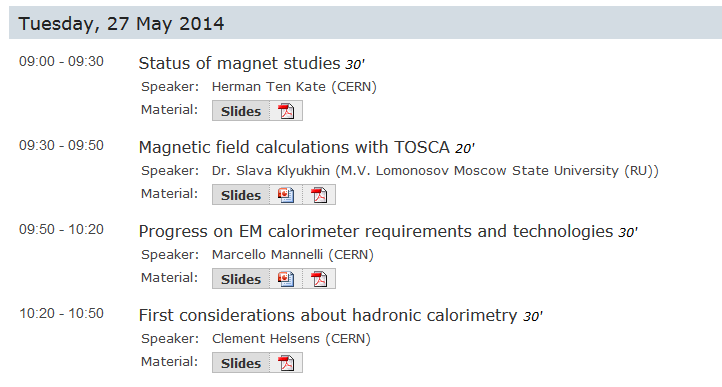 Tuesday, 27 May 2014
09:00 - 09:30 Status of magnet studies 30'
Speaker: Herman Ten Kate (CERN)
Material: Slides
09:30 - 09:50 Magnetic field calculations with TOSCA 20'
Speaker: Dr. Slava Klyukhin (M.V. Lomonosov Moscow State University (RU))
Material: Slides
09:50 - 10:20 Progress on EM calorimeter requirements and technologies 30'
Speaker: Marcello Mannelli (CERN)
Material: Slides
10:20 - 10:50 First considerations about hadronic calorimetry 30'
Speaker: Clement Helsens (CERN)
Material: Slides